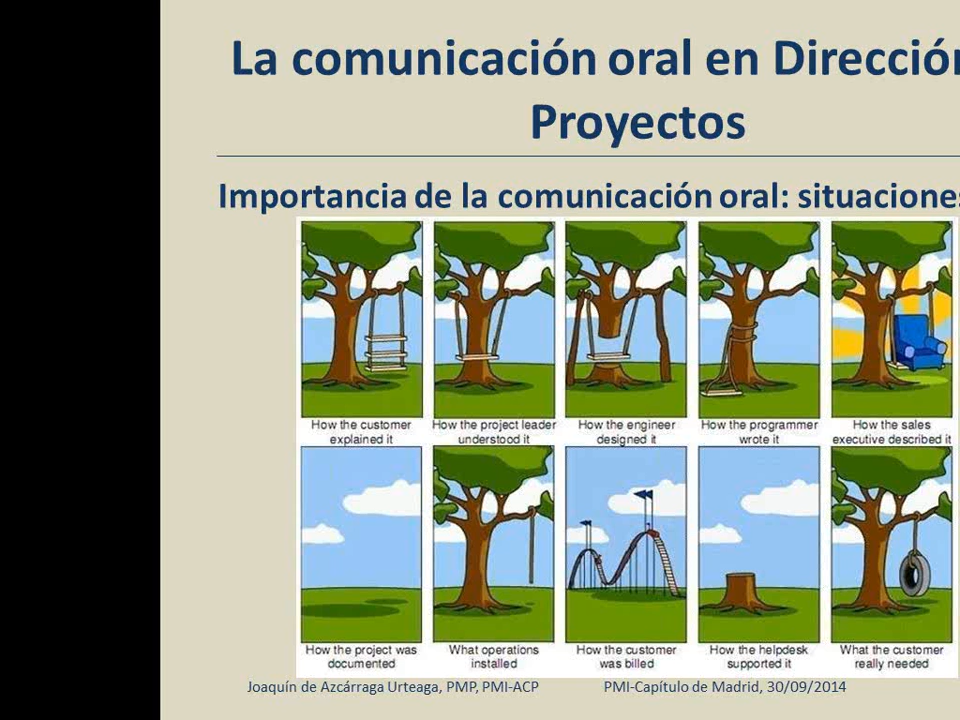 La comunicación oral en Dirección
Proyectos
Importancia de la comunicación oral: situaciones
How the customer
explained it
How the project leader
understood it
How the engineer
designed it
How the programmer
wrote it
How the sales
executive described it
How the project was
documented
What operations
installed
How the customer
was billed
How the helpdesk
supported it
What the customer
really needed
Joaquín de Azcárraga Urteaga, PMP, PMI-ACP
PMI-Capítulo de Madrid, 30/09/2014